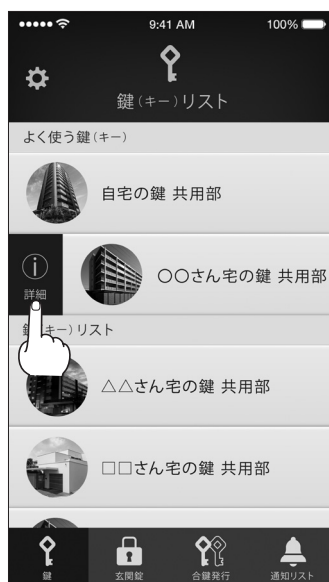 9:41 AM
100%
鍵(キー)リスト
よく使う鍵(キー)
自宅の鍵 共用部
詳細
〇〇さん宅の鍵 共用部
鍵(キー)リスト
△△さん宅の鍵 共用部
□□さん宅の鍵 共用部
鍵
玄関錠
合鍵発行
通知リスト